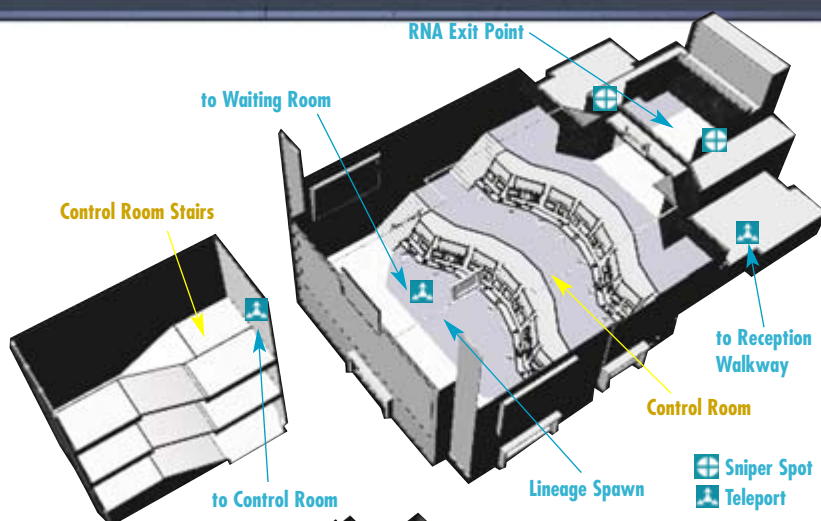 RNA Exit Point
to Waiting Room
Control Room Stairs
to Reception
Walkway
Control Room
Lineage Spawn
to Control Room
Sniper Spot
Teleport